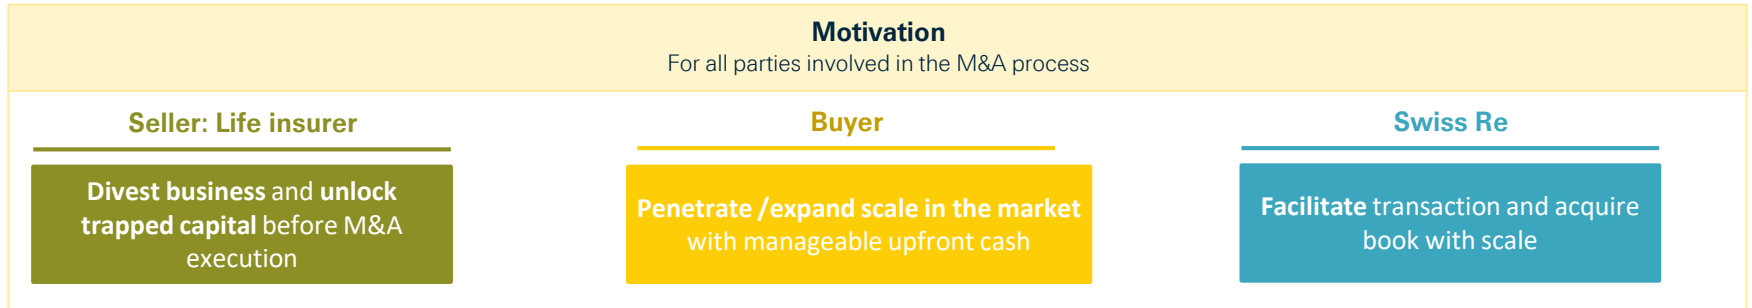 Motivation
For all parties involved in the M&A process
Seller: Life insurer
Divest business and unlock
trapped capital before M&A
execution
Buyer
Penetrate /expand scale in the market
with manageable upfront cash
Swiss Re
Facilitate transaction and acquire
book with scale